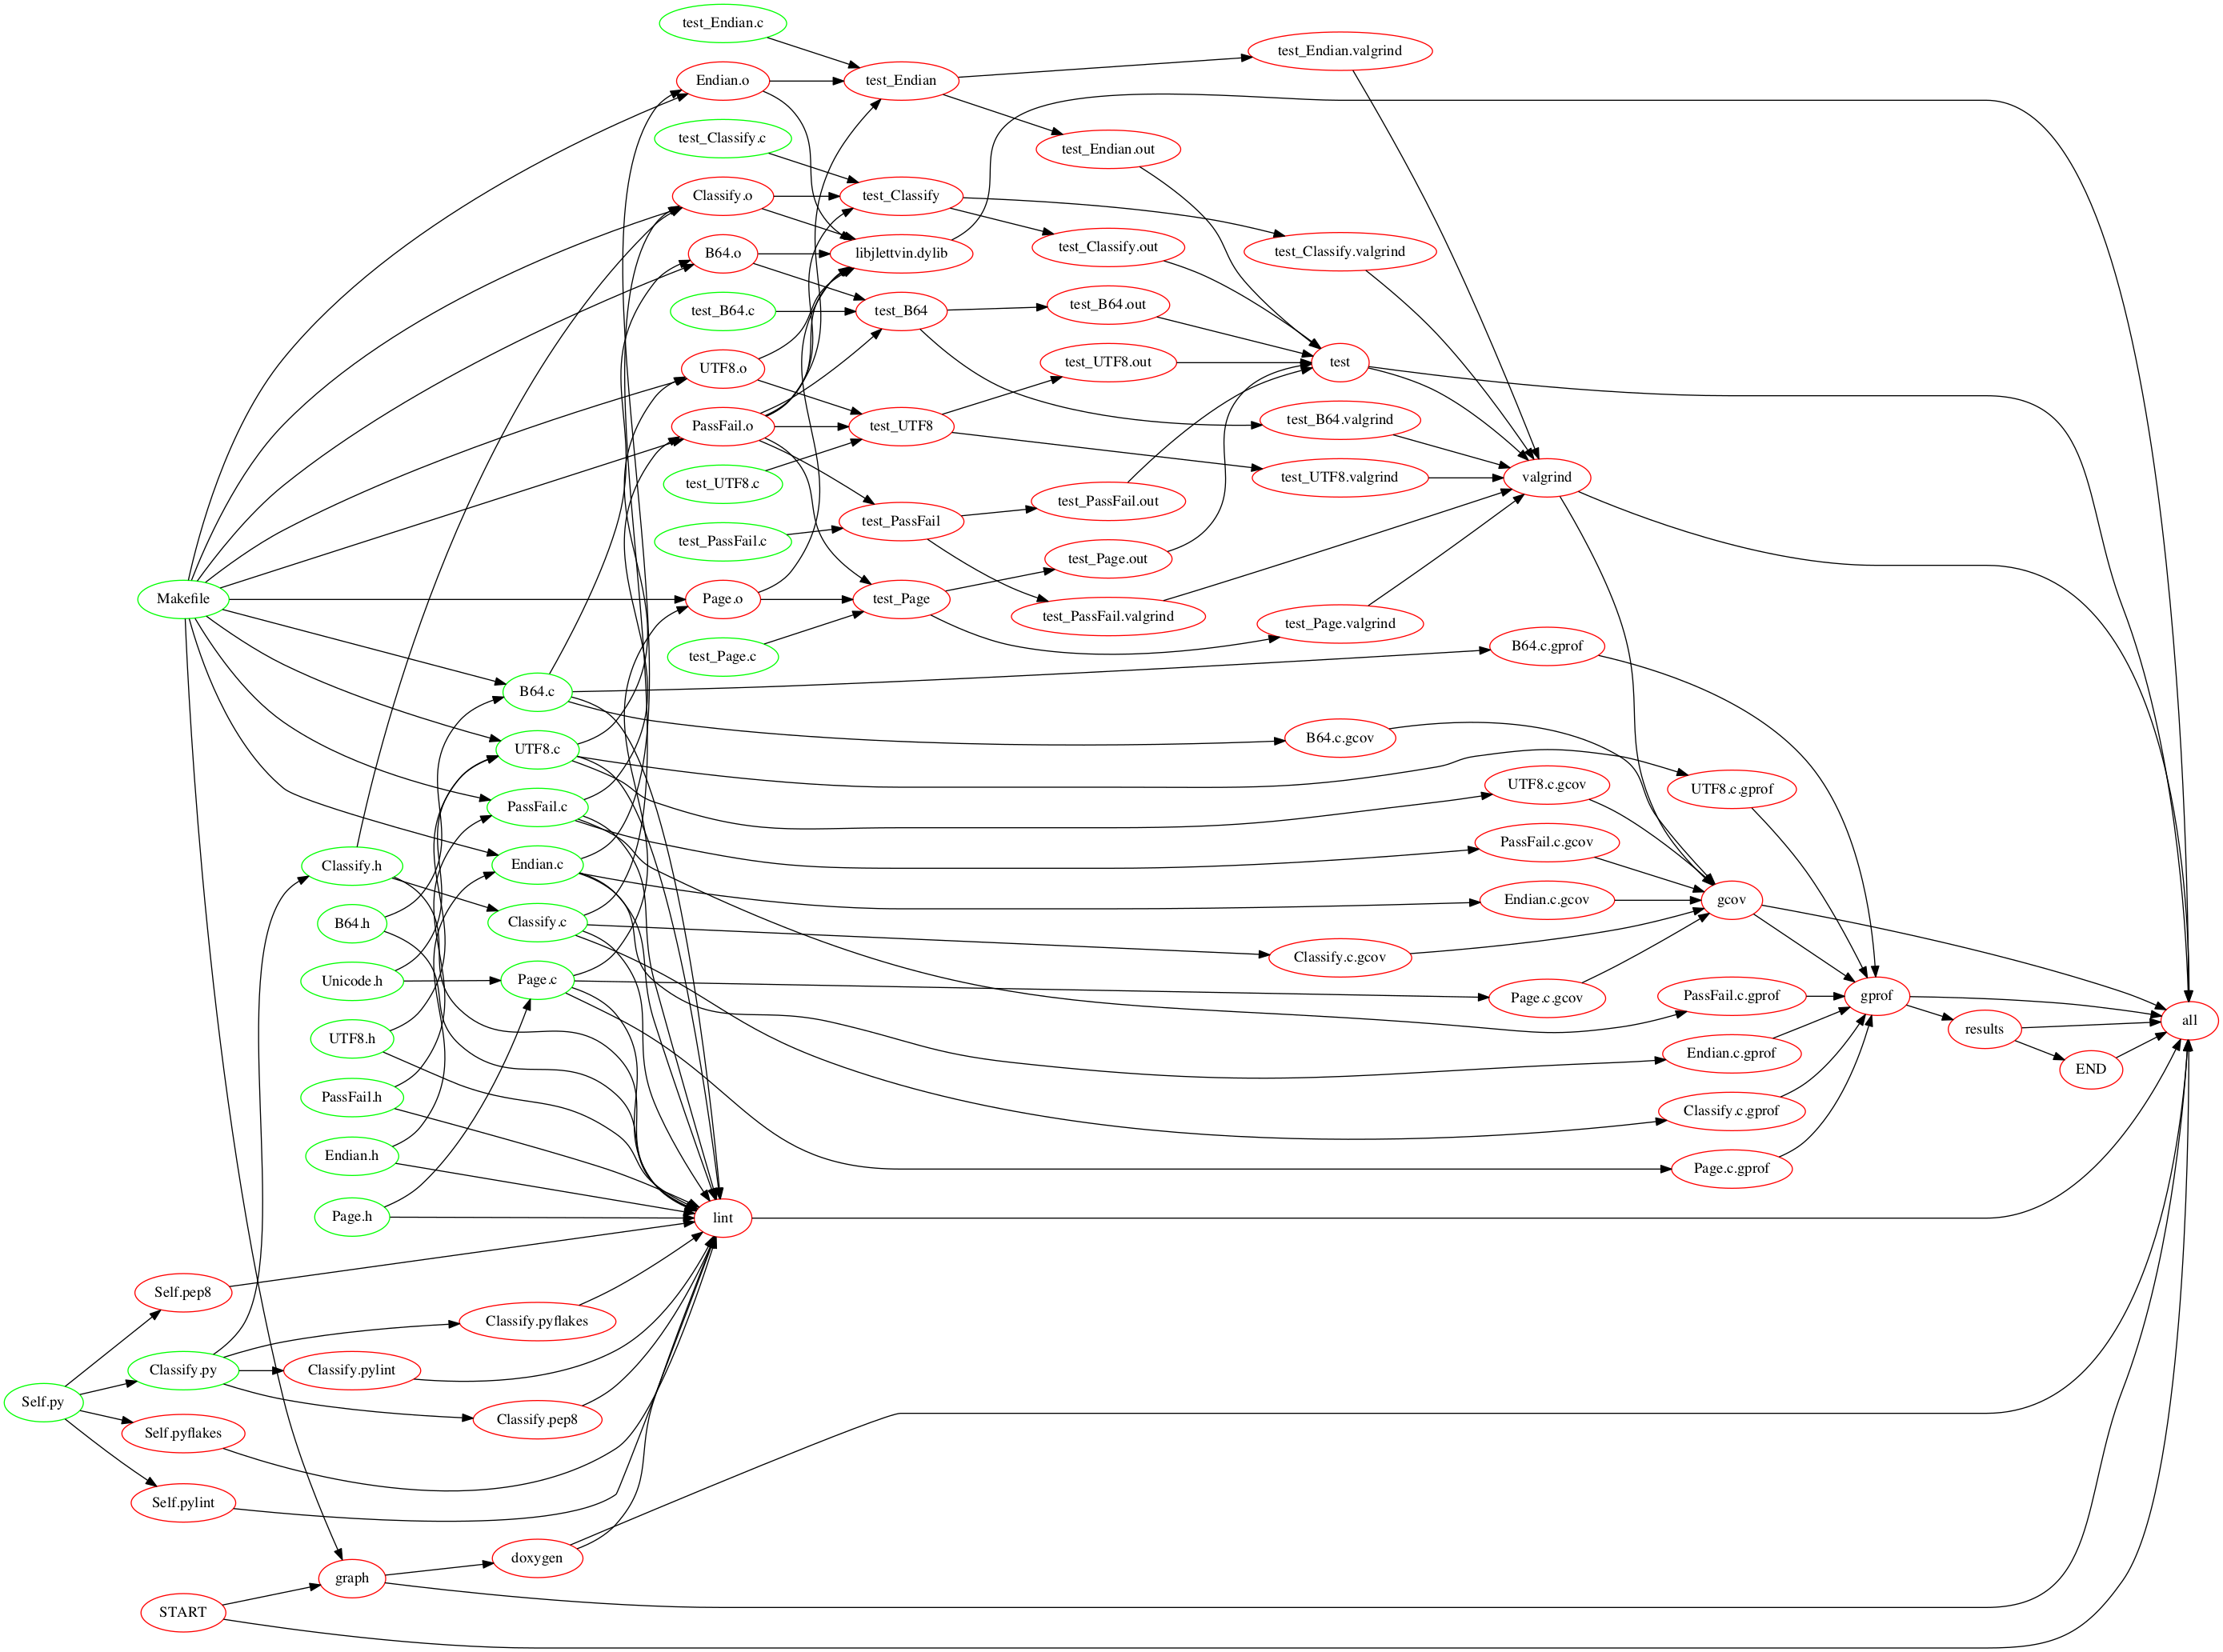 test_Endian.c
test_Endian.valgrind
Endian.o
test_Endian
test_Classify.c
test_Endian.out
Classify.o
test_Classify
test_Classify.out
test_Classify.valgrind
B64.o
libjlettvin.dylib
test_B64.c
test_B64
test_B64.out
UTF8.o
test_UTF8.out
test
PassFail.o
test_UTF8
test_B64.valgrind
test_UTF8.c
test_UTF8.valgrind
valgrind
test_PassFail.c
test_PassFail
test_PassFail.out
test_Page.out
Makefile
Page.o
test_Page
test_PassFail.valgrind
test_Page.valgrind
test_Page.c
B64.c.gprof
B64.c
B64.c.gcov
UTF8.c
UTF8.c.gcov
UTF8.c.gprof
PassFail.c
PassFail.c.gcov
Classify.h
Endian.c
Endian.c.gcov
gcov
B64.h
Classify.c
Classify.c.gcov
Unicode.h
Page.c
Page.c.gcov
PassFail.c.gprof
gprof
results
all
UTF8.h
Endian.c.gprof
END
PassFail.h
Classify.c.gprof
Endian.h
Page.c.gprof
Page.h
lint
Self.pep8
Classify.pyflakes
Classify.py
Classify.pylint
Self.py
Classify.pep8
Self.pyflakes
Self.pylint
doxygen
graph
START